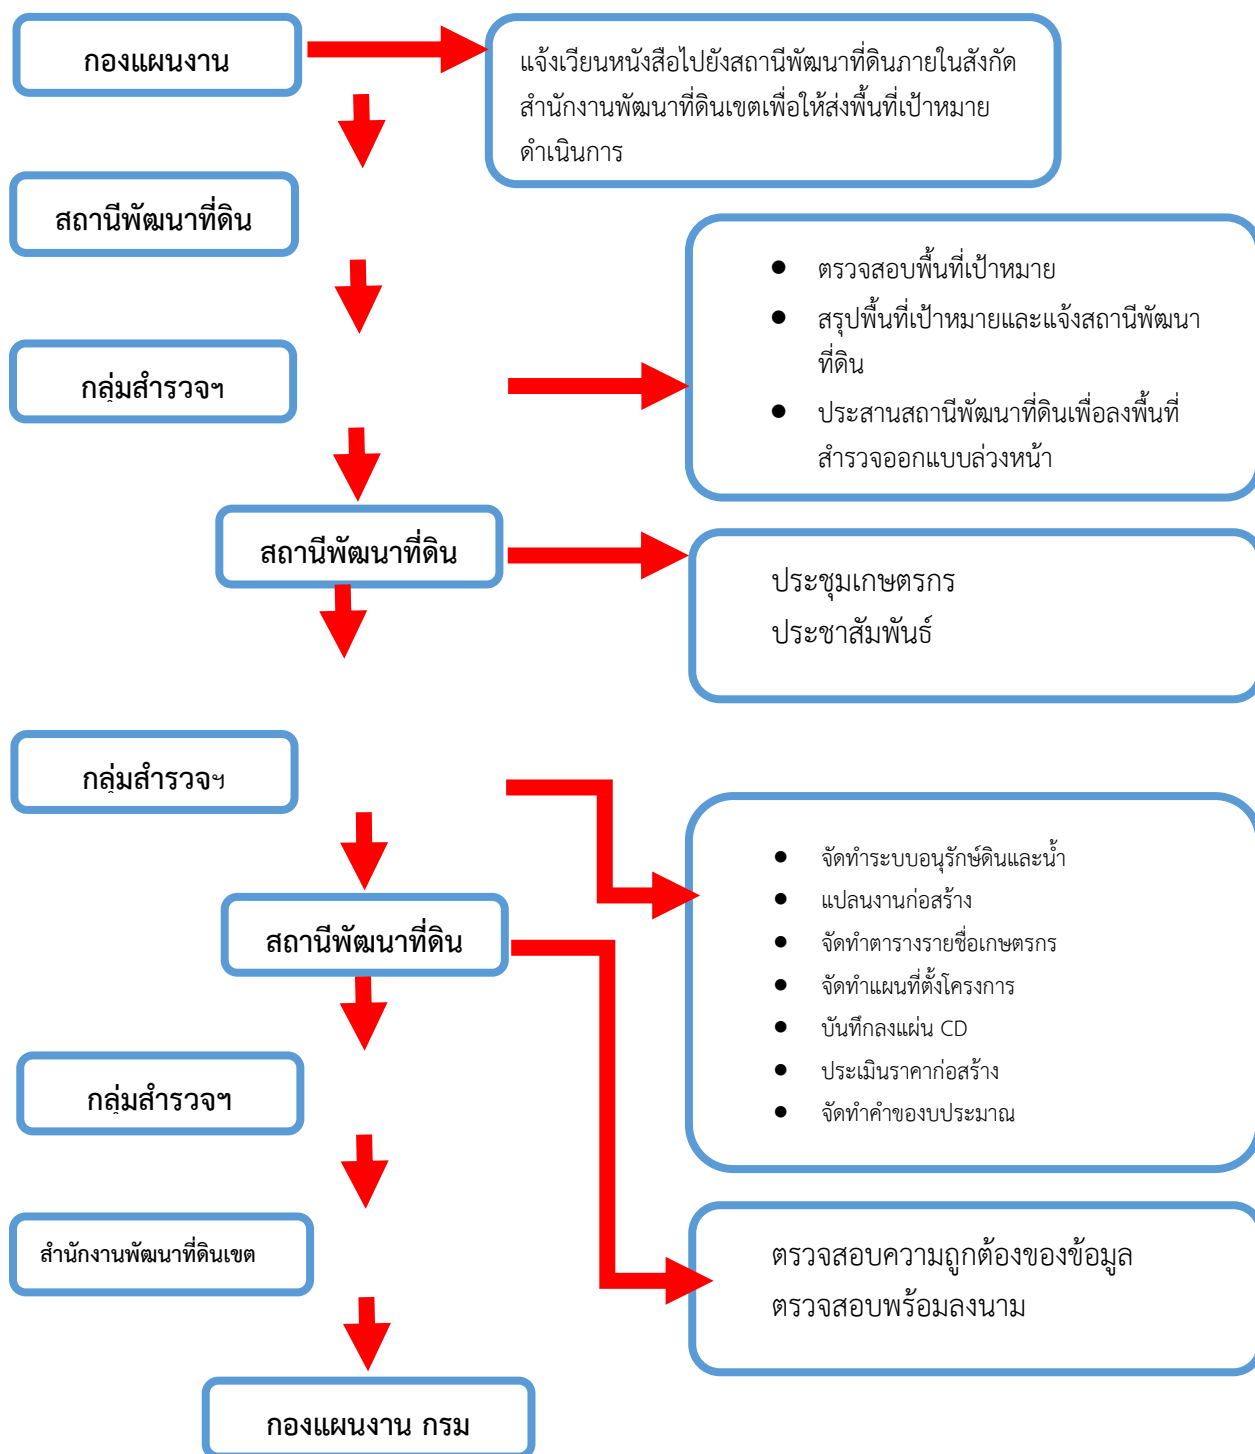 กองแผนงาน
แจ้งเวียนหนังสือไปยังสถานีพัฒนาที่ดินภายในสังกัด
สำนักงานพัฒนาที่ดินเขตเพื่อให้ส่งพื้นที่เป้าหมาย
ดำเนินการ
สถานีพัฒนาที่ดิน
กลุ่มสำรวจฯ
● ตรวจสอบพื้นที่เป้าหมาย
● สรุปพื้นที่เป้าหมายและแจ้งสถานีพัฒนา
ที่ดิน
● ประสานสถานีพัฒนาที่ดินเพื่อลงพื้นที่
สำรวจออกแบบล่วงหน้า
สถานีพัฒนาที่ดิน
ประชุมเกษตรกร
ประชาสัมพันธ์
กลุ่มสำรวจฯ
● จัดทำระบบอนุรักษ์ดินและน้ำ
● แปลนงานก่อสร้าง
● จัดทำตารางรายชื่อเกษตรกร
● จัดทำแผนที่ตั้งโครงการ
● บันทึกลงแผ่น CD
● ประเมินราคาก่อสร้าง
● จัดทำคำของบประมาณ
สถานีพัฒนาที่ดิน
กลุ่มสำรวจฯ
สำนักงานพัฒนาที่ดินเขต
ตรวจสอบความถูกต้องของข้อมูล
ตรวจสอบพร้อมลงนาม
กองแผนงาน กรม